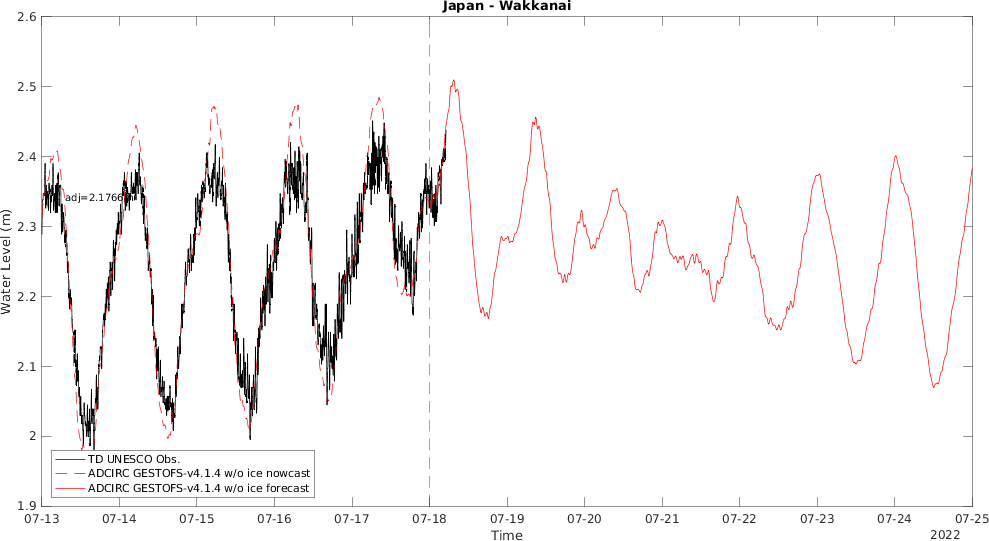 Japan - Wakkanai
2.6
2.5
2.4
2.3
2.2
2.1
2
1.9
Water Level (m)
adj=2.1766
TD UNESCO Obs.
ADCIRC GESTOFS-v4.1.4 w/o ice nowcast
ADCIRC GESTOFS-v4.1.4 w/o ice forecast
07-13 07-14 07-15 07-16 07-17 07-18 07-19 07-20 07-21 07-22 07-23 07-24 07-25
Time
2022